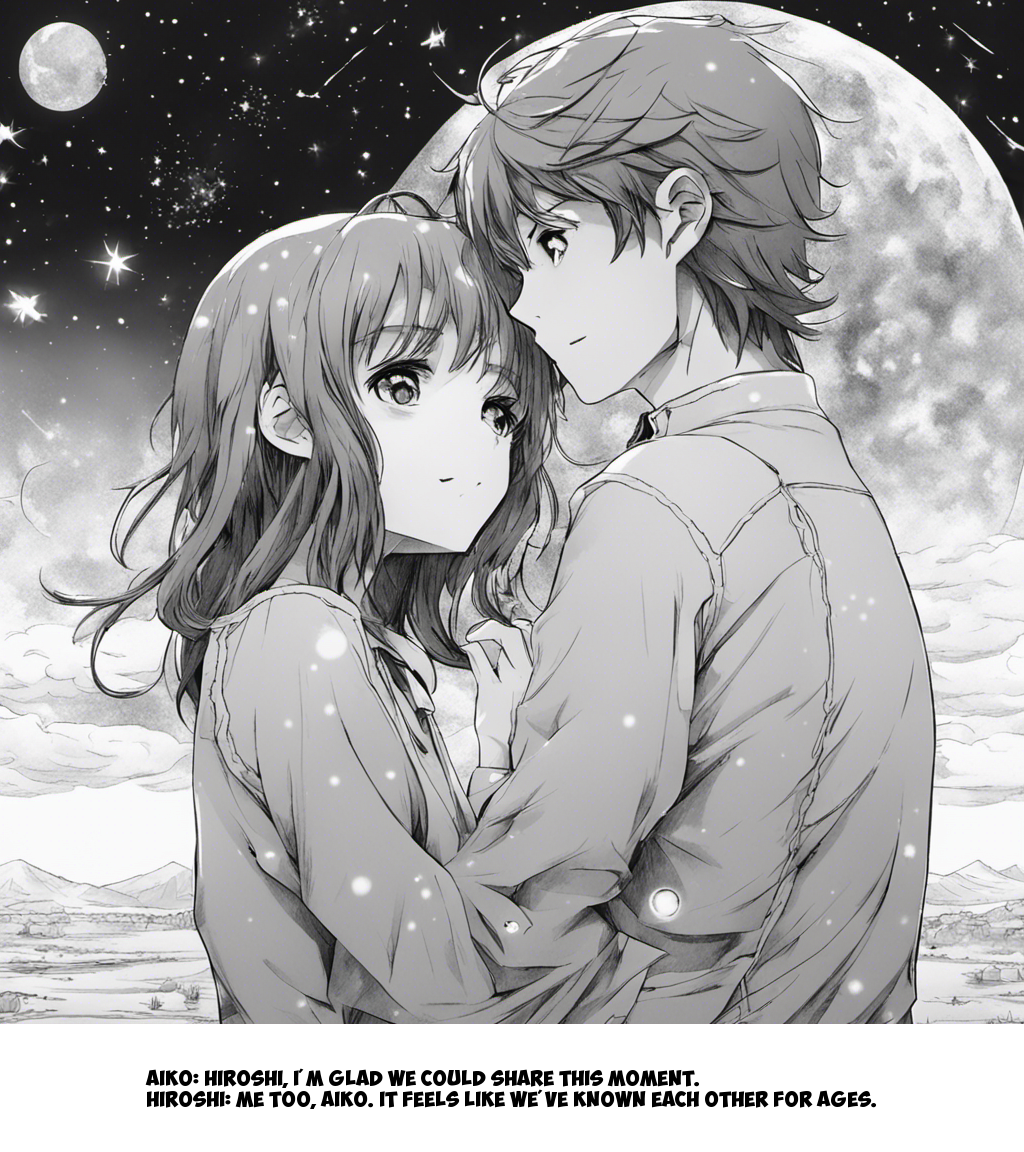 AIKO: HIROSHI, I'M GLAD WE COULD SHARE THIS MOMENT.
HIROSHI: ME TOO, AIKO. IT FEELS LIKE WE'VE KNOWN EACH OTHER FOR AGES.